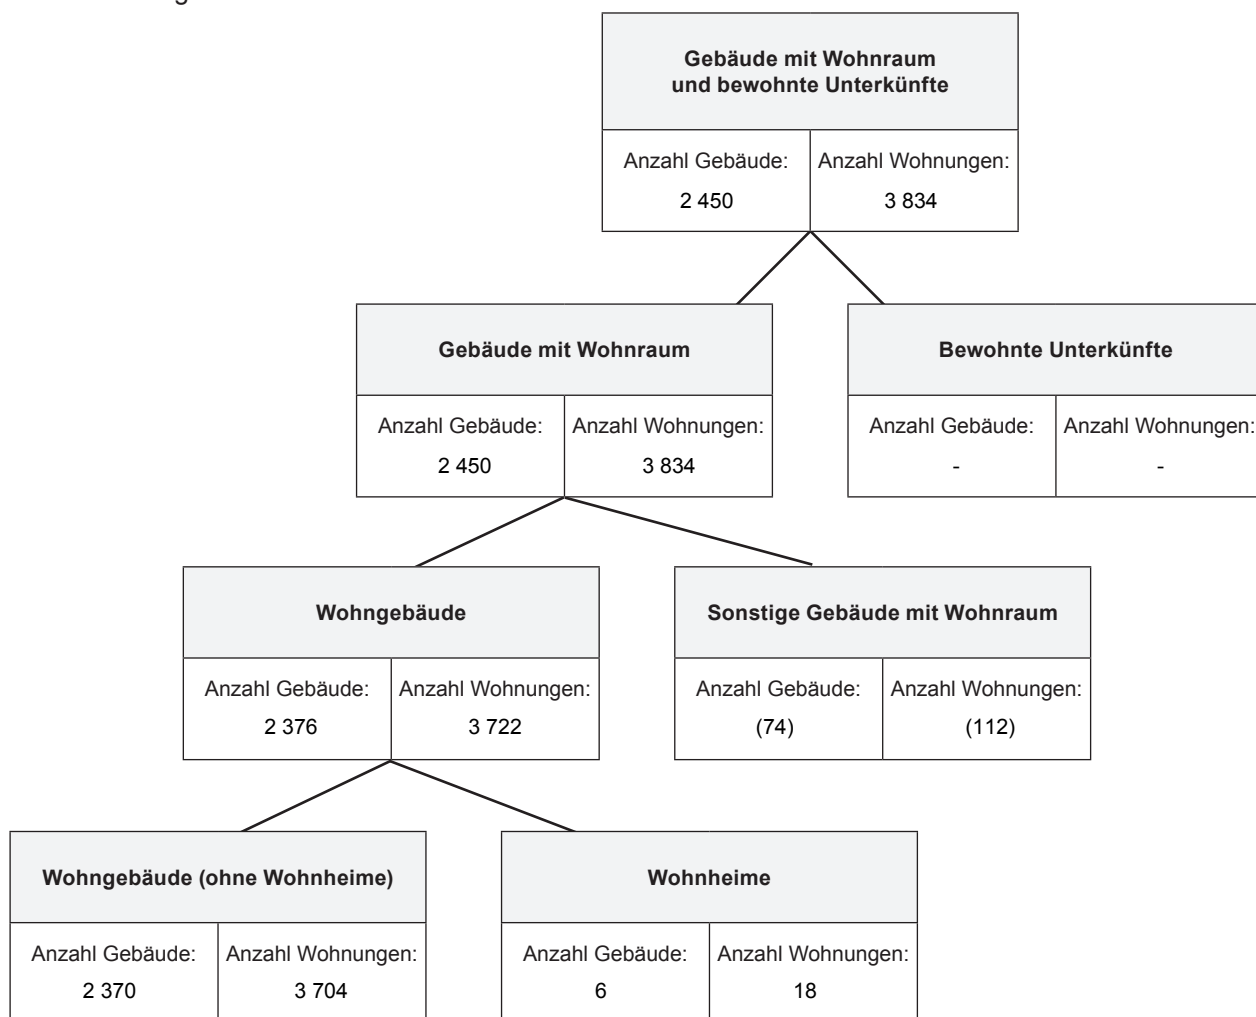 Gebäude mit Wohnraum
und bewohnte Unterkünfte
Anzahl Gebäude: Anzahl Wohnungen:
2 450 3 834
Gebäude mit Wohnraum
Anzahl Gebäude: Anzahl Wohnungen:
2 450 3 834
Bewohnte Unterkünfte
Anzahl Gebäude: Anzahl Wohnungen:
- -
Wohngebäude
Anzahl Gebäude: Anzahl Wohnungen:
2 376 3 722
Sonstige Gebäude mit Wohnraum
Anzahl Gebäude: Anzahl Wohnungen:
(74) (112)
Wohngebäude (ohne Wohnheime)
Anzahl Gebäude: Anzahl Wohnungen:
2 370 3 704
Wohnheime
Anzahl Gebäude: Anzahl Wohnungen:
6 18